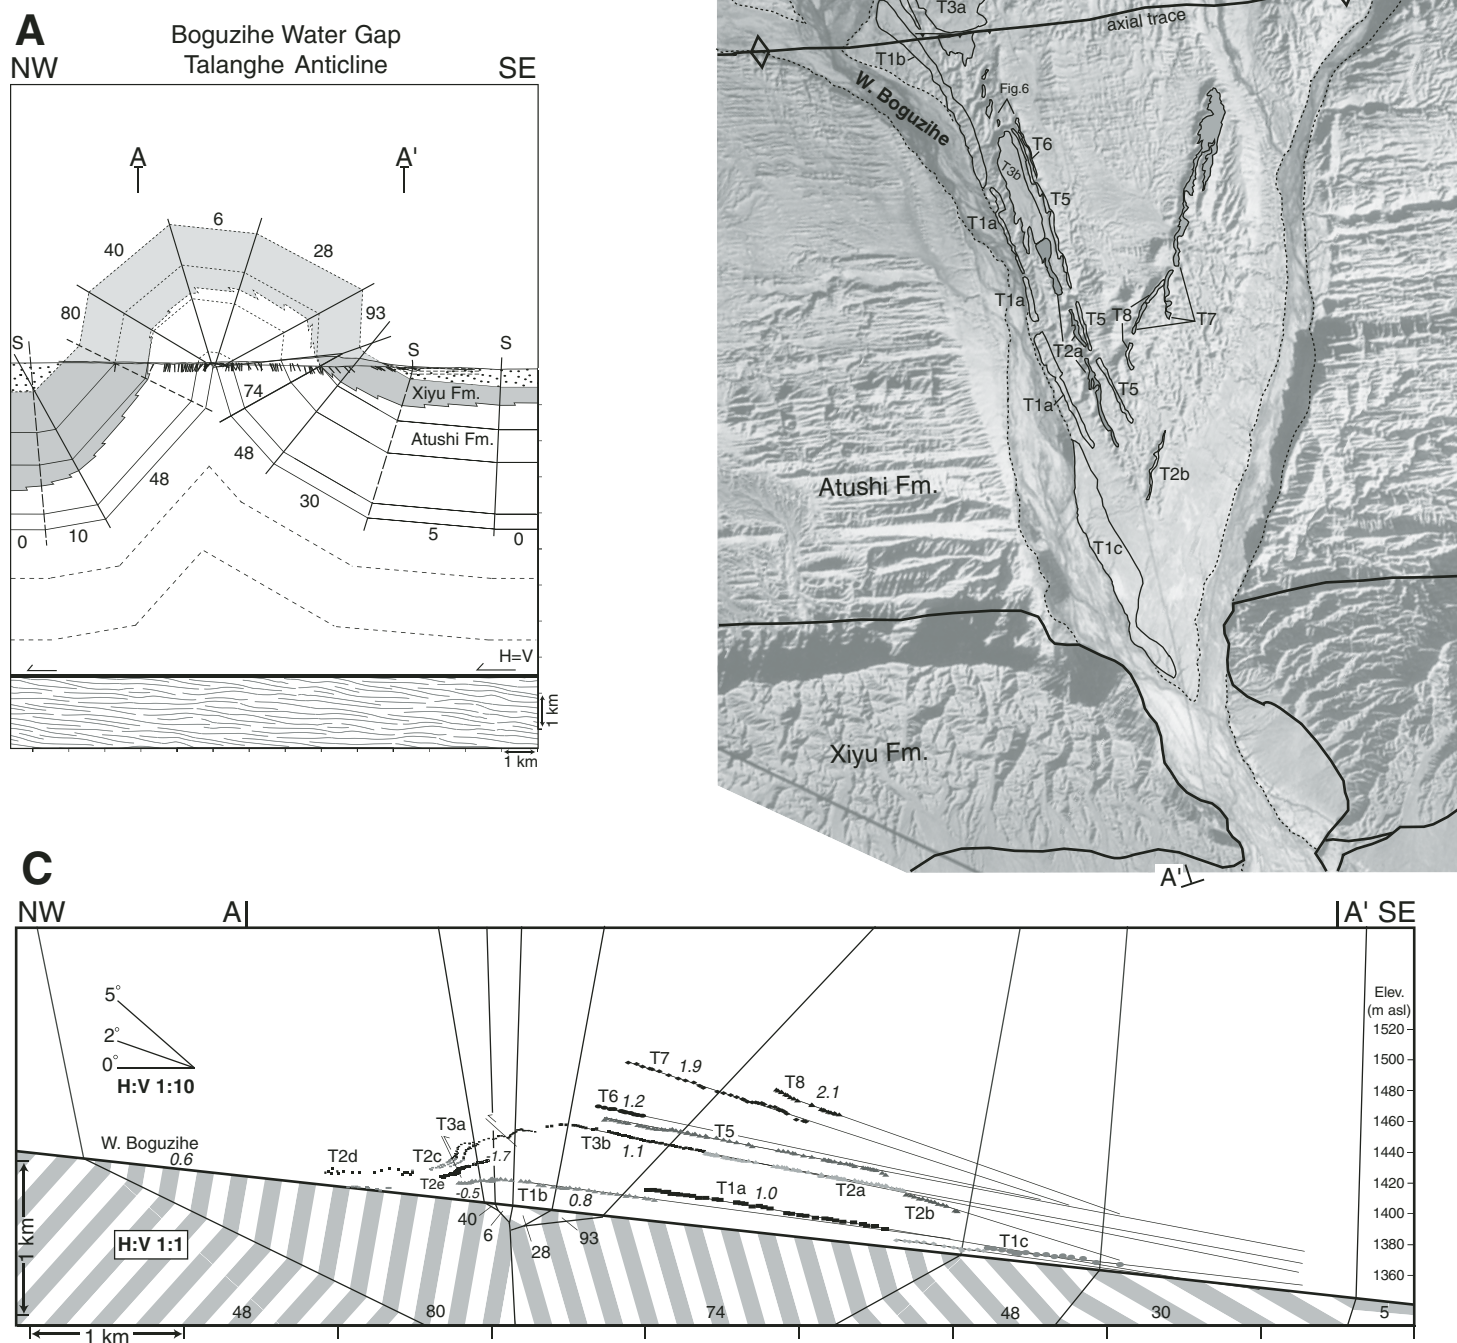 A
Boguzihe Water Gap
Talanghe Anticline
NW
SE
A
A'
6
40
28
80
93
S
S
S
74
Xiyu Fm.
Atushi Fm.
48
48
30
0
10
5
0
H=V
1 km
1 km
T3a
axial trace
T1b
W. Boguzihe
Fig.6
T6
T3b
T5
T1a
T1a
T5
T8
T7
T2a
T1a
T5
T2b
Atushi Fm.
T1c
Xiyu Fm.
A'
C
NW
A
A' SE
5°
2°
0°
H:V 1:10
Elev.
(m asl)
1520
1500
1480
1460
1440
1420
1400
1380
1360
T7 1.9
T8 2.1
T6 1.2
T5
T3a
T3b 1.1
W. Boguzihe
0.6
T2d
T2c
1.7
T2e
-0.5
T1b 0.8
T1a 1.0
T2a
T2b
T1c
40
6
28
93
H:V 1:1
1 km
48
80
74
48
30
5
1 km